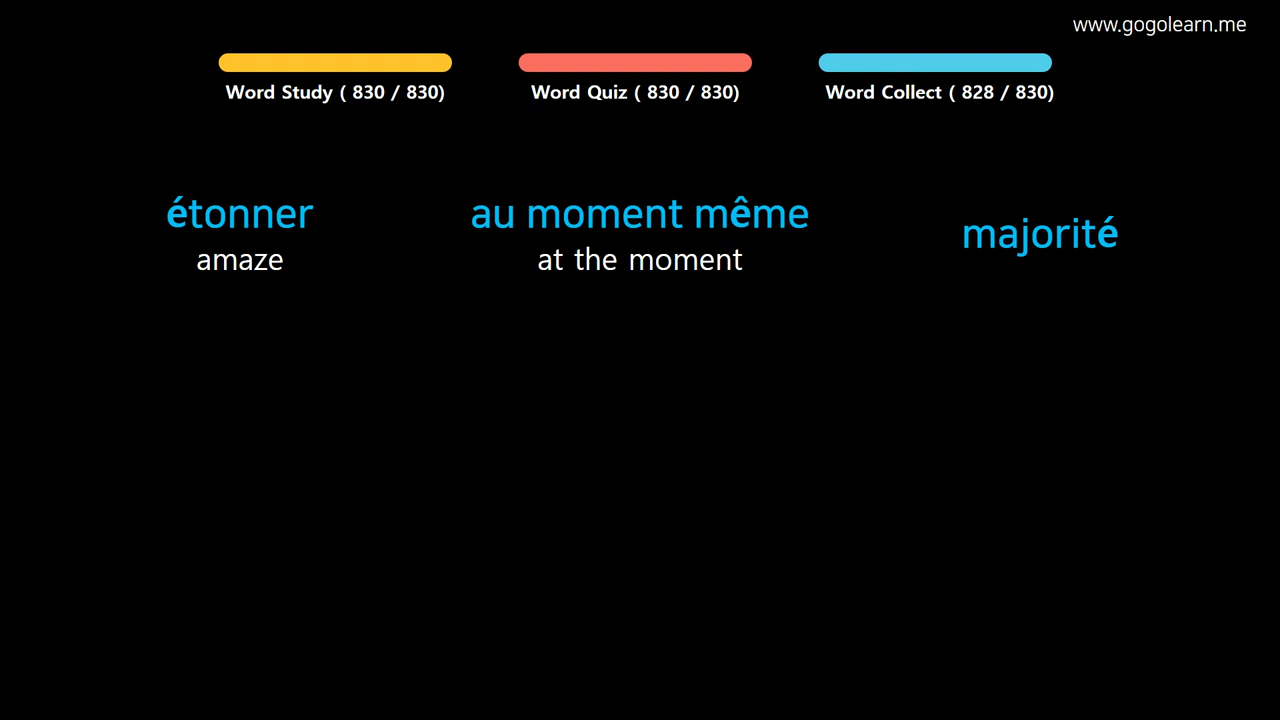 www.gogolearn.me
Word Study ( 830 / 830)
Word Quiz ( 830 / 830)
Word Collect ( 828 / 830)
étonner
amaze
au moment même
at the moment
majorité